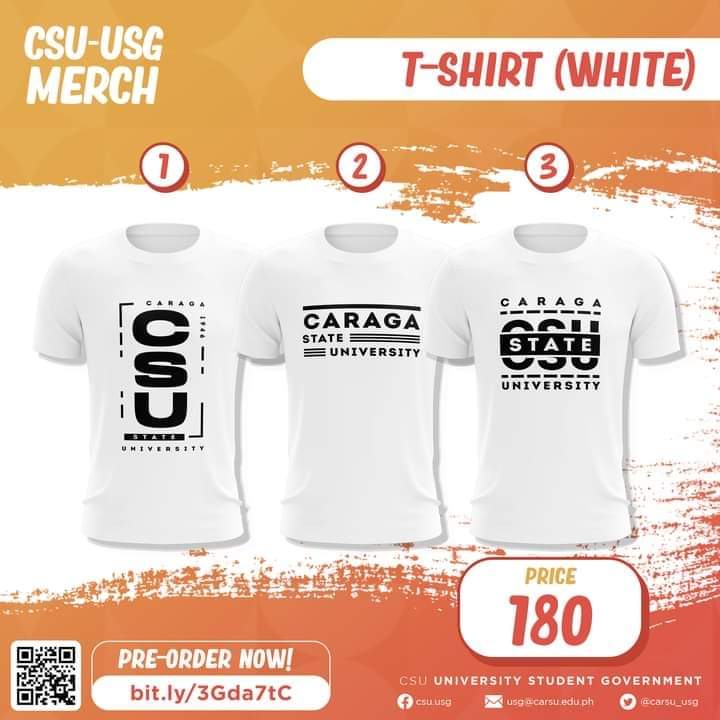 CSU-USG
MERCH
T-SHIRT (WHITE)
1
2
3
CARAGA
1946
CSU
STATE
UNIVERSITY
CARAGA
STATE
UNIVERSITY
CARAGA
CSU
STATE
UNIVERSITY
PRICE
180
PRE-ORDER NOW!
bit.ly/3Gda7tC
CSU UNIVERSITY STUDENT GOVERNMENT
csu.usg
usg@carsu.edu.ph
@carsu_usg